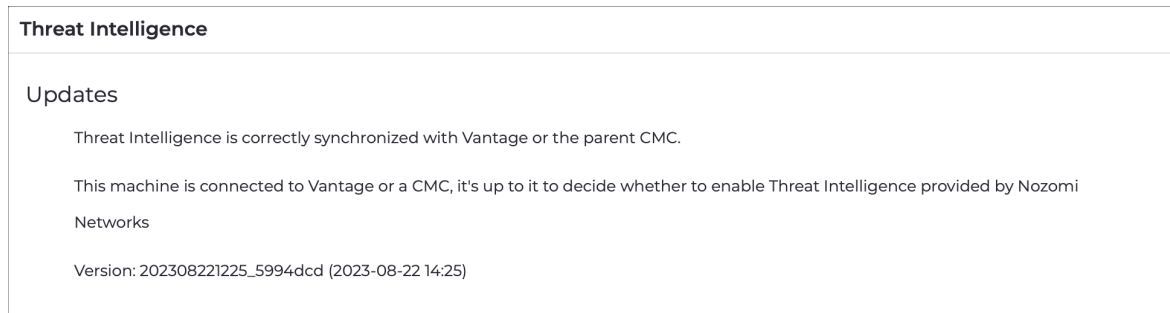 Threat Intelligence
Updates
Threat Intelligence is correctly synchronized with Vantage or the parent CMC.
This machine is connected to Vantage or a CMC, it's up to it to decide whether to enable Threat Intelligence provided by Nozomi
Networks
Version: 202308221225_5994dcd (2023-08-22 14:25)